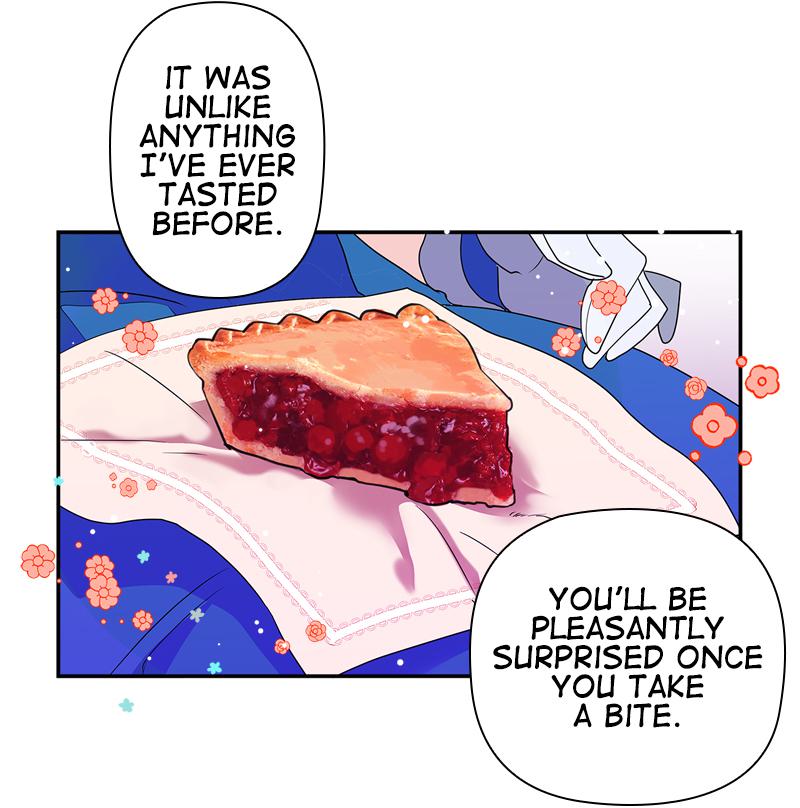 IT WAS
UNLIKE
ANYTHING
I'VE EVER
TASTED
BEFORE.
YOU'LL BE
PLEASANTLY
SURPRISED ONCE
YOU TAKE
A BITE.